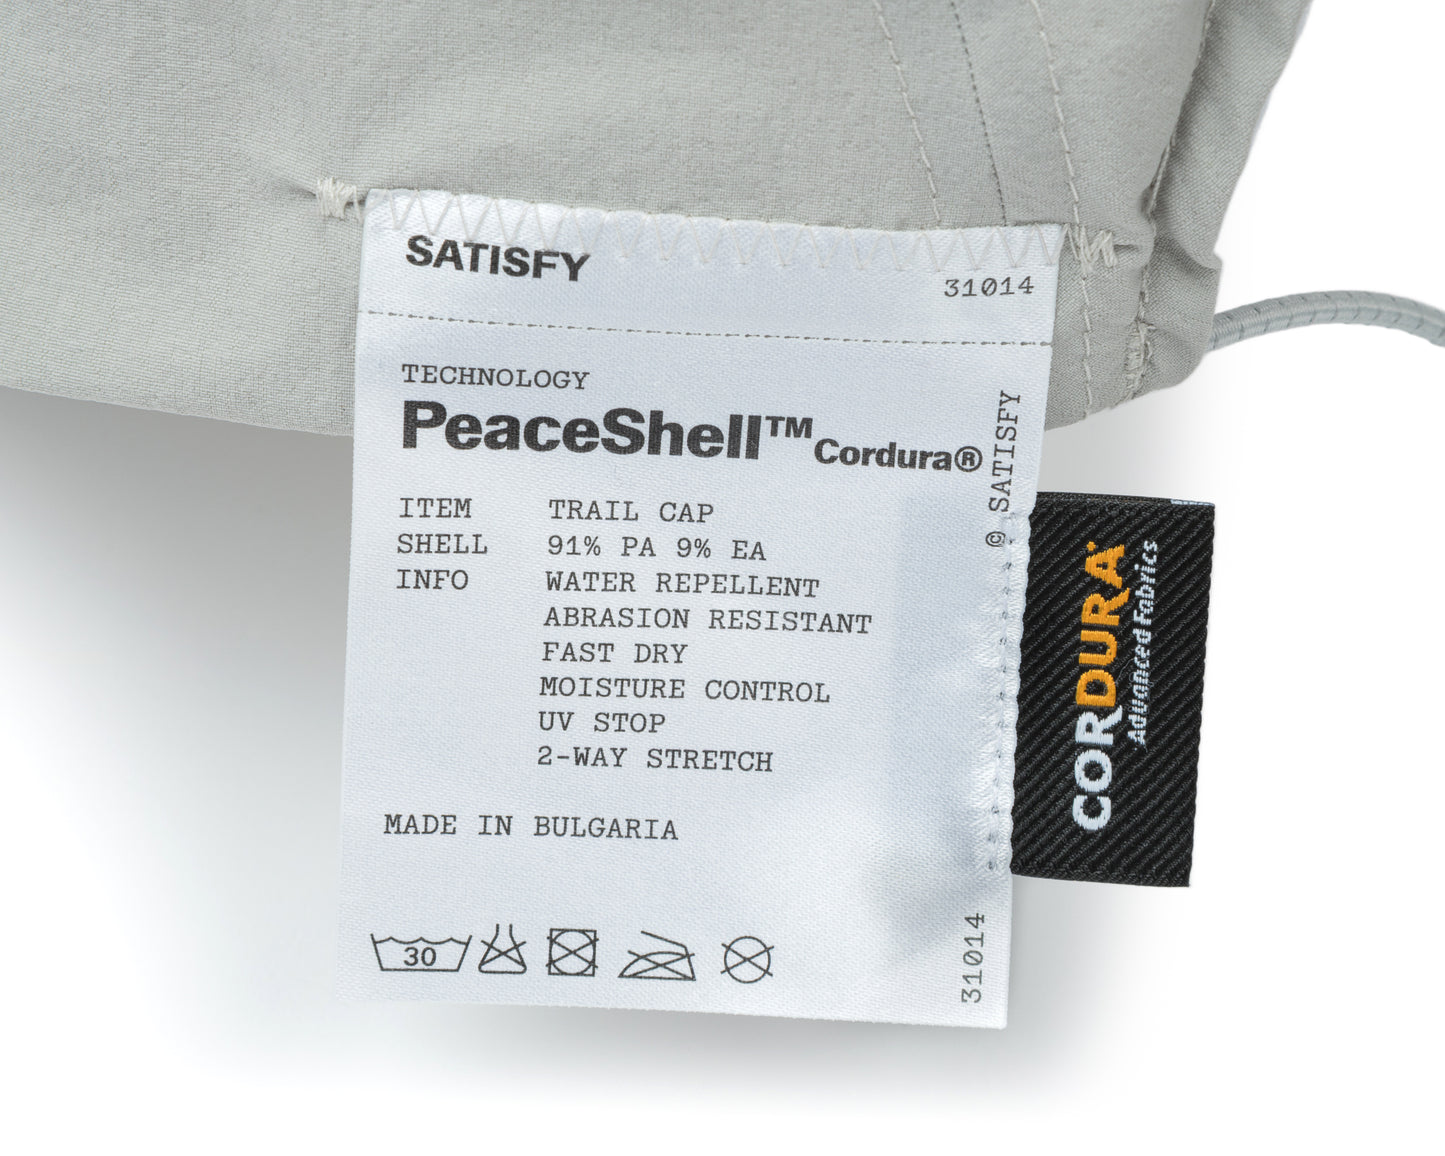 SATISFY
31014
TECHNOLOGY
PeaceShell™ Cordura®
ITEM TRAIL CAP
SHELL 91% PA 9% EA
INFO WATER REPELLENT
ABRASION RESISTANT
FAST DRY
MOISTURE CONTROL
UV STOP
2-WAY STRETCH
MADE IN BULGARIA
30
© SATISFY
31014
CORDURA
Advanced Fabrics